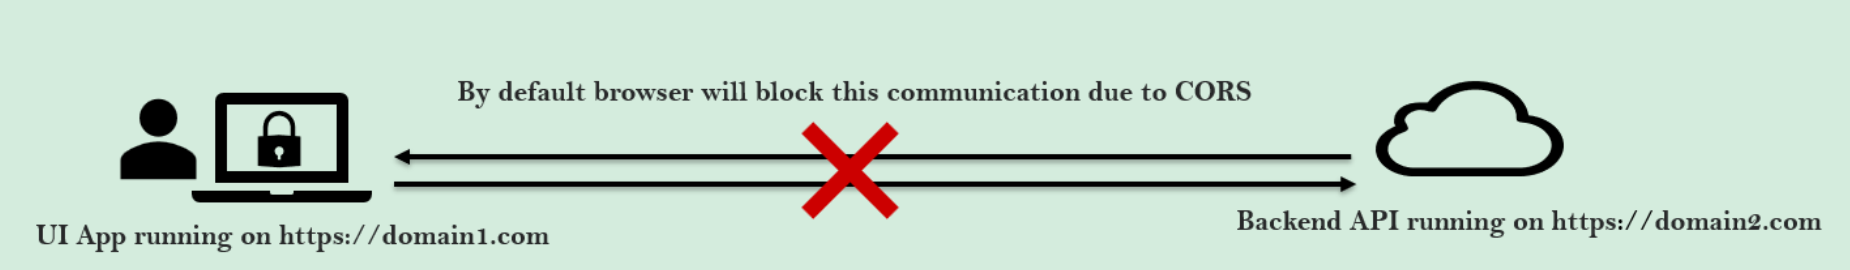 By default browser will block this communication due to CORS
UI App running on https://domain1.com
Backend API running on https://domain2.com